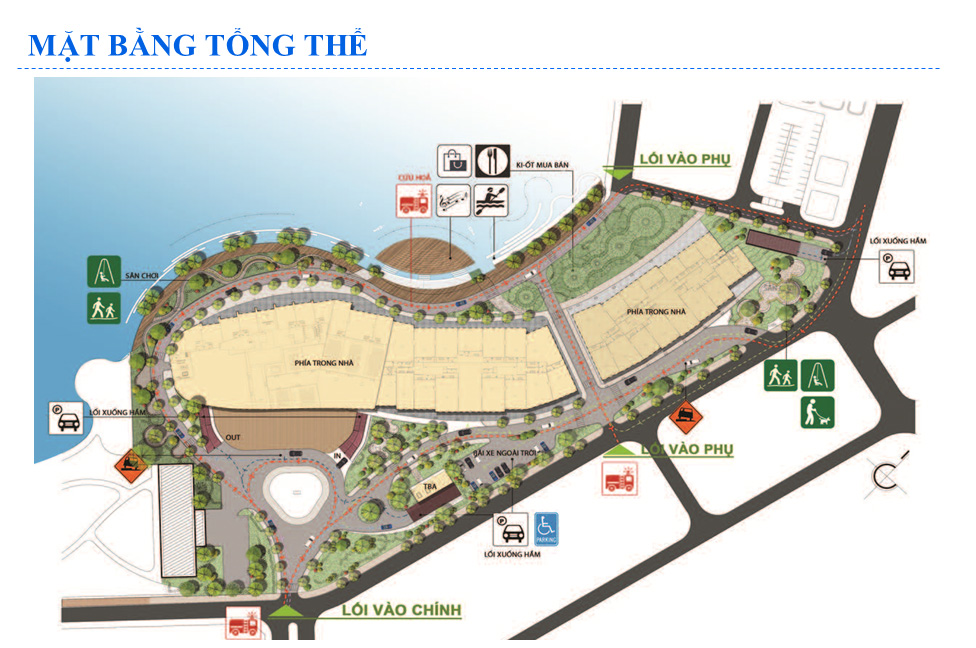 MẶT BẰNG TỔNG THỂ
LỐI VÀO PHỤ
KI-ỐT MUA BÁN
CỨU HOẢ
LỐI XUỐNG HẦM
P
SÂN CHƠI
PHÍA TRONG NHÀ
PHÍA TRONG NHÀ
LỐI XUỐNG HẦM
P
OUT
IN
BÃI XE NGOÀI TRỜI
LỐI VÀO PHỤ
TBA
P
PARKING
LỐI XUỐNG HẦM
LỐI VÀO CHÍNH